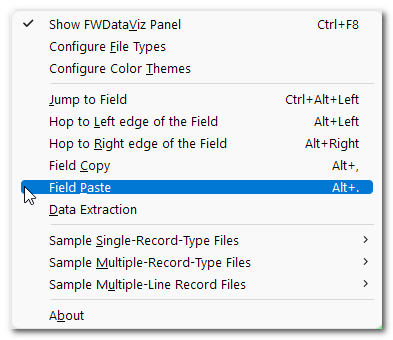 Show FWDataViz Panel Ctrl+F8
Configure File Types
Configure Color Themes
Jump to Field Ctrl+Alt+Left
Hop to Left edge of the Field Alt+Left
Hop to Right edge of the Field Alt+Right
Field Copy Alt+,
Field Paste Alt+.
Data Extraction
Sample Single-Record-Type Files
Sample Multiple-Record-Type Files
Sample Multiple-Line Record Files
About